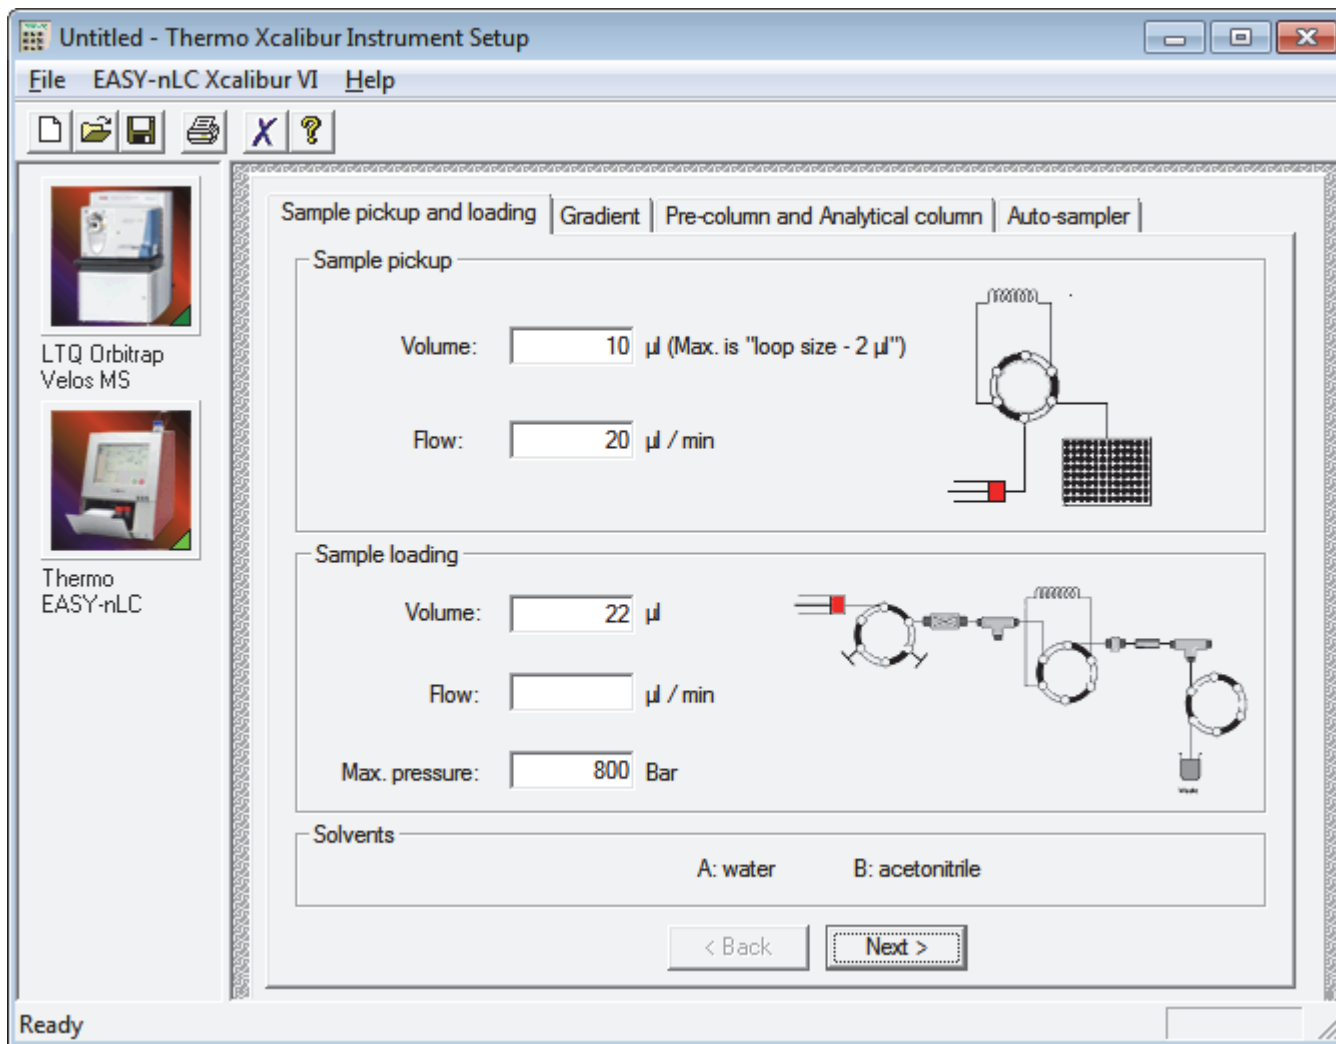 Untitled - Thermo Xcalibur Instrument Setup
File EASY-nLC Xcalibur VI Help
LTQ Orbitrap
Velos MS
Thermo
EASY-nLC
Sample pickup and loading Gradient Pre-column and Analytical column Auto-sampler
Sample pickup
Volume: 10 µl (Max. is "loop size - 2 µl")
Flow: 20 µl / min
Sample loading
Volume: 22 µl
Flow: µl / min
Max. pressure: 800 Bar
Waste
Solvents
A: water B: acetonitrile
< Back Next >
Ready